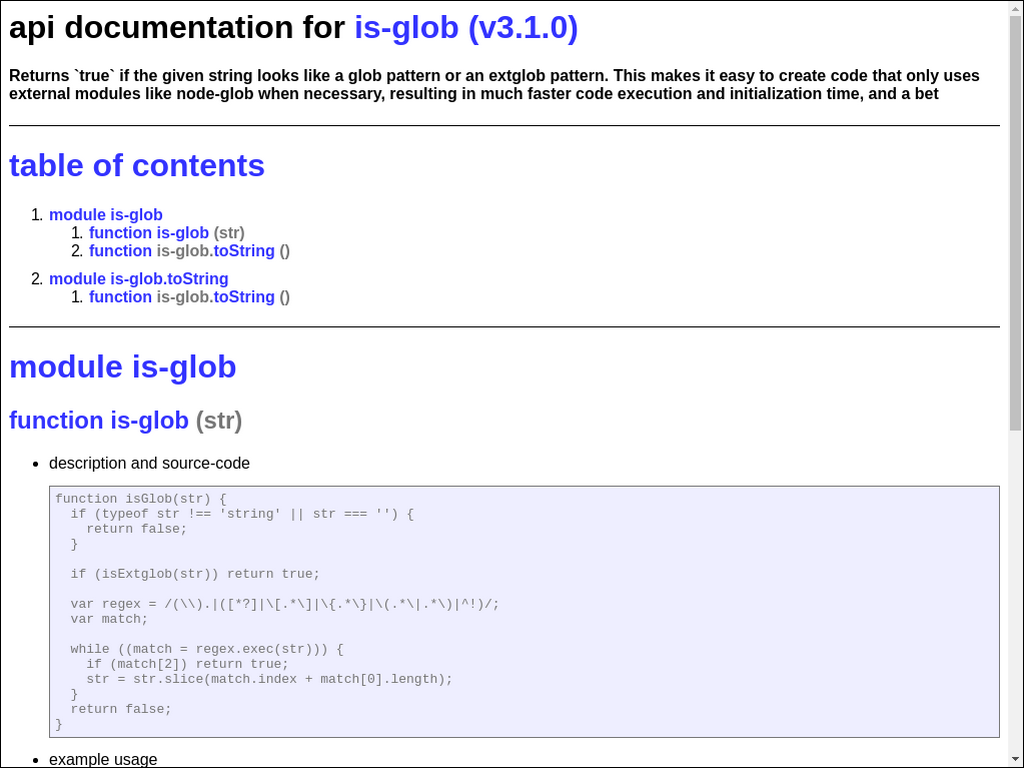 api documentation for is-glob (v3.1.0)
Returns `true` if the given string looks like a glob pattern or an extglob pattern. This makes it easy to create code that only uses
external modules like node-glob when necessary, resulting in much faster code execution and initialization time, and a bet
table of contents
1. module is-glob
1. function is-glob (str)
2. function is-glob.toString ()
2. module is-glob.toString
1. function is-glob.toString ()
module is-glob
function is-glob (str)
• description and source-code
function isGlob(str) {
  if (typeof str !== 'string' || str === '') {
    return false;
  }
  if (isExtglob(str)) return true;
  var regex = /(\\).|([*?]|\[.*\]|\{.*\}|\(.*\|.*\)|^!)/;
  var match;
  while ((match = regex.exec(str))) {
    if (match[2]) return true;
    str = str.slice(match.index + match[0].length);
  }
  return false;
}
• example usage